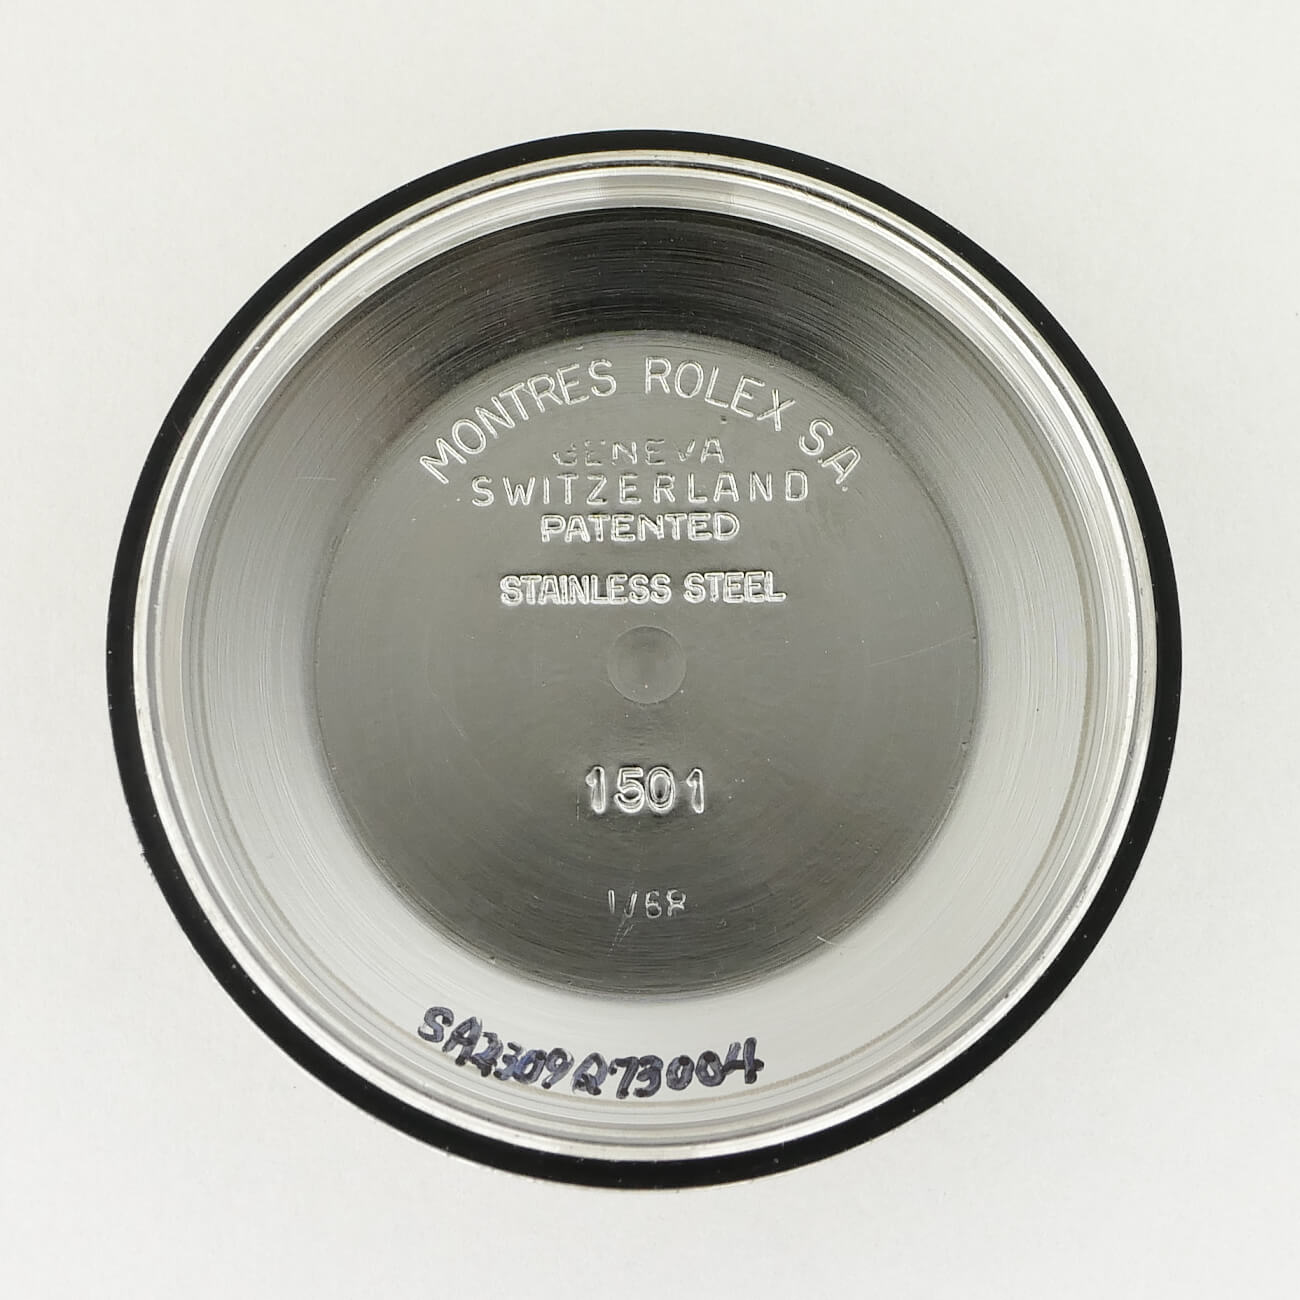 MONTRES ROLEX S.A.
GENEVA
SWITZERLAND
PATENTED
STAINLESS STEEL
1501
I/68
SA2309Q73004